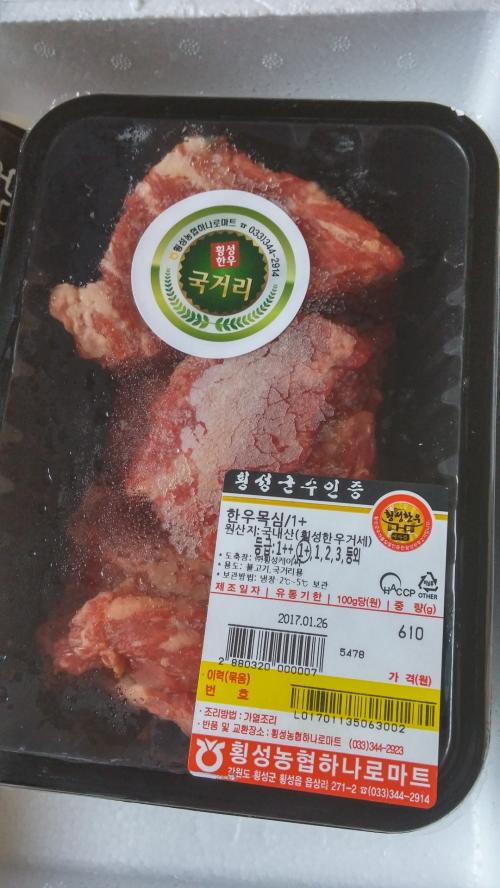 횡성농협하나로마트 ☎ 033)344-2914
횡성
한우
국거리
횡성군수인증
한우목심/1+
원산지:국내산(횡성한우거세)
등급:1++,(1+),1,2,3,등외
• 용도: 불고기,국거리용
• 보관방법: 냉장 2℃~5℃ 보관
횡성한우
HACCP
OTHER
제조일자 | 유통기한 | 100g당(원) | 중 량(g)
2017.01.26
610
5478
2 880320 000007
가 격(원)
이력(묶음)
번 호
L01701135063002
· 조리방법 : 가열조리
· 반품 및 교환장소 : 횡성농협하나로마트 (033)344-2923
횡성농협하나로마트
강원도 횡성군 횡성읍 읍상리 271-2 ☎(033)344-2914